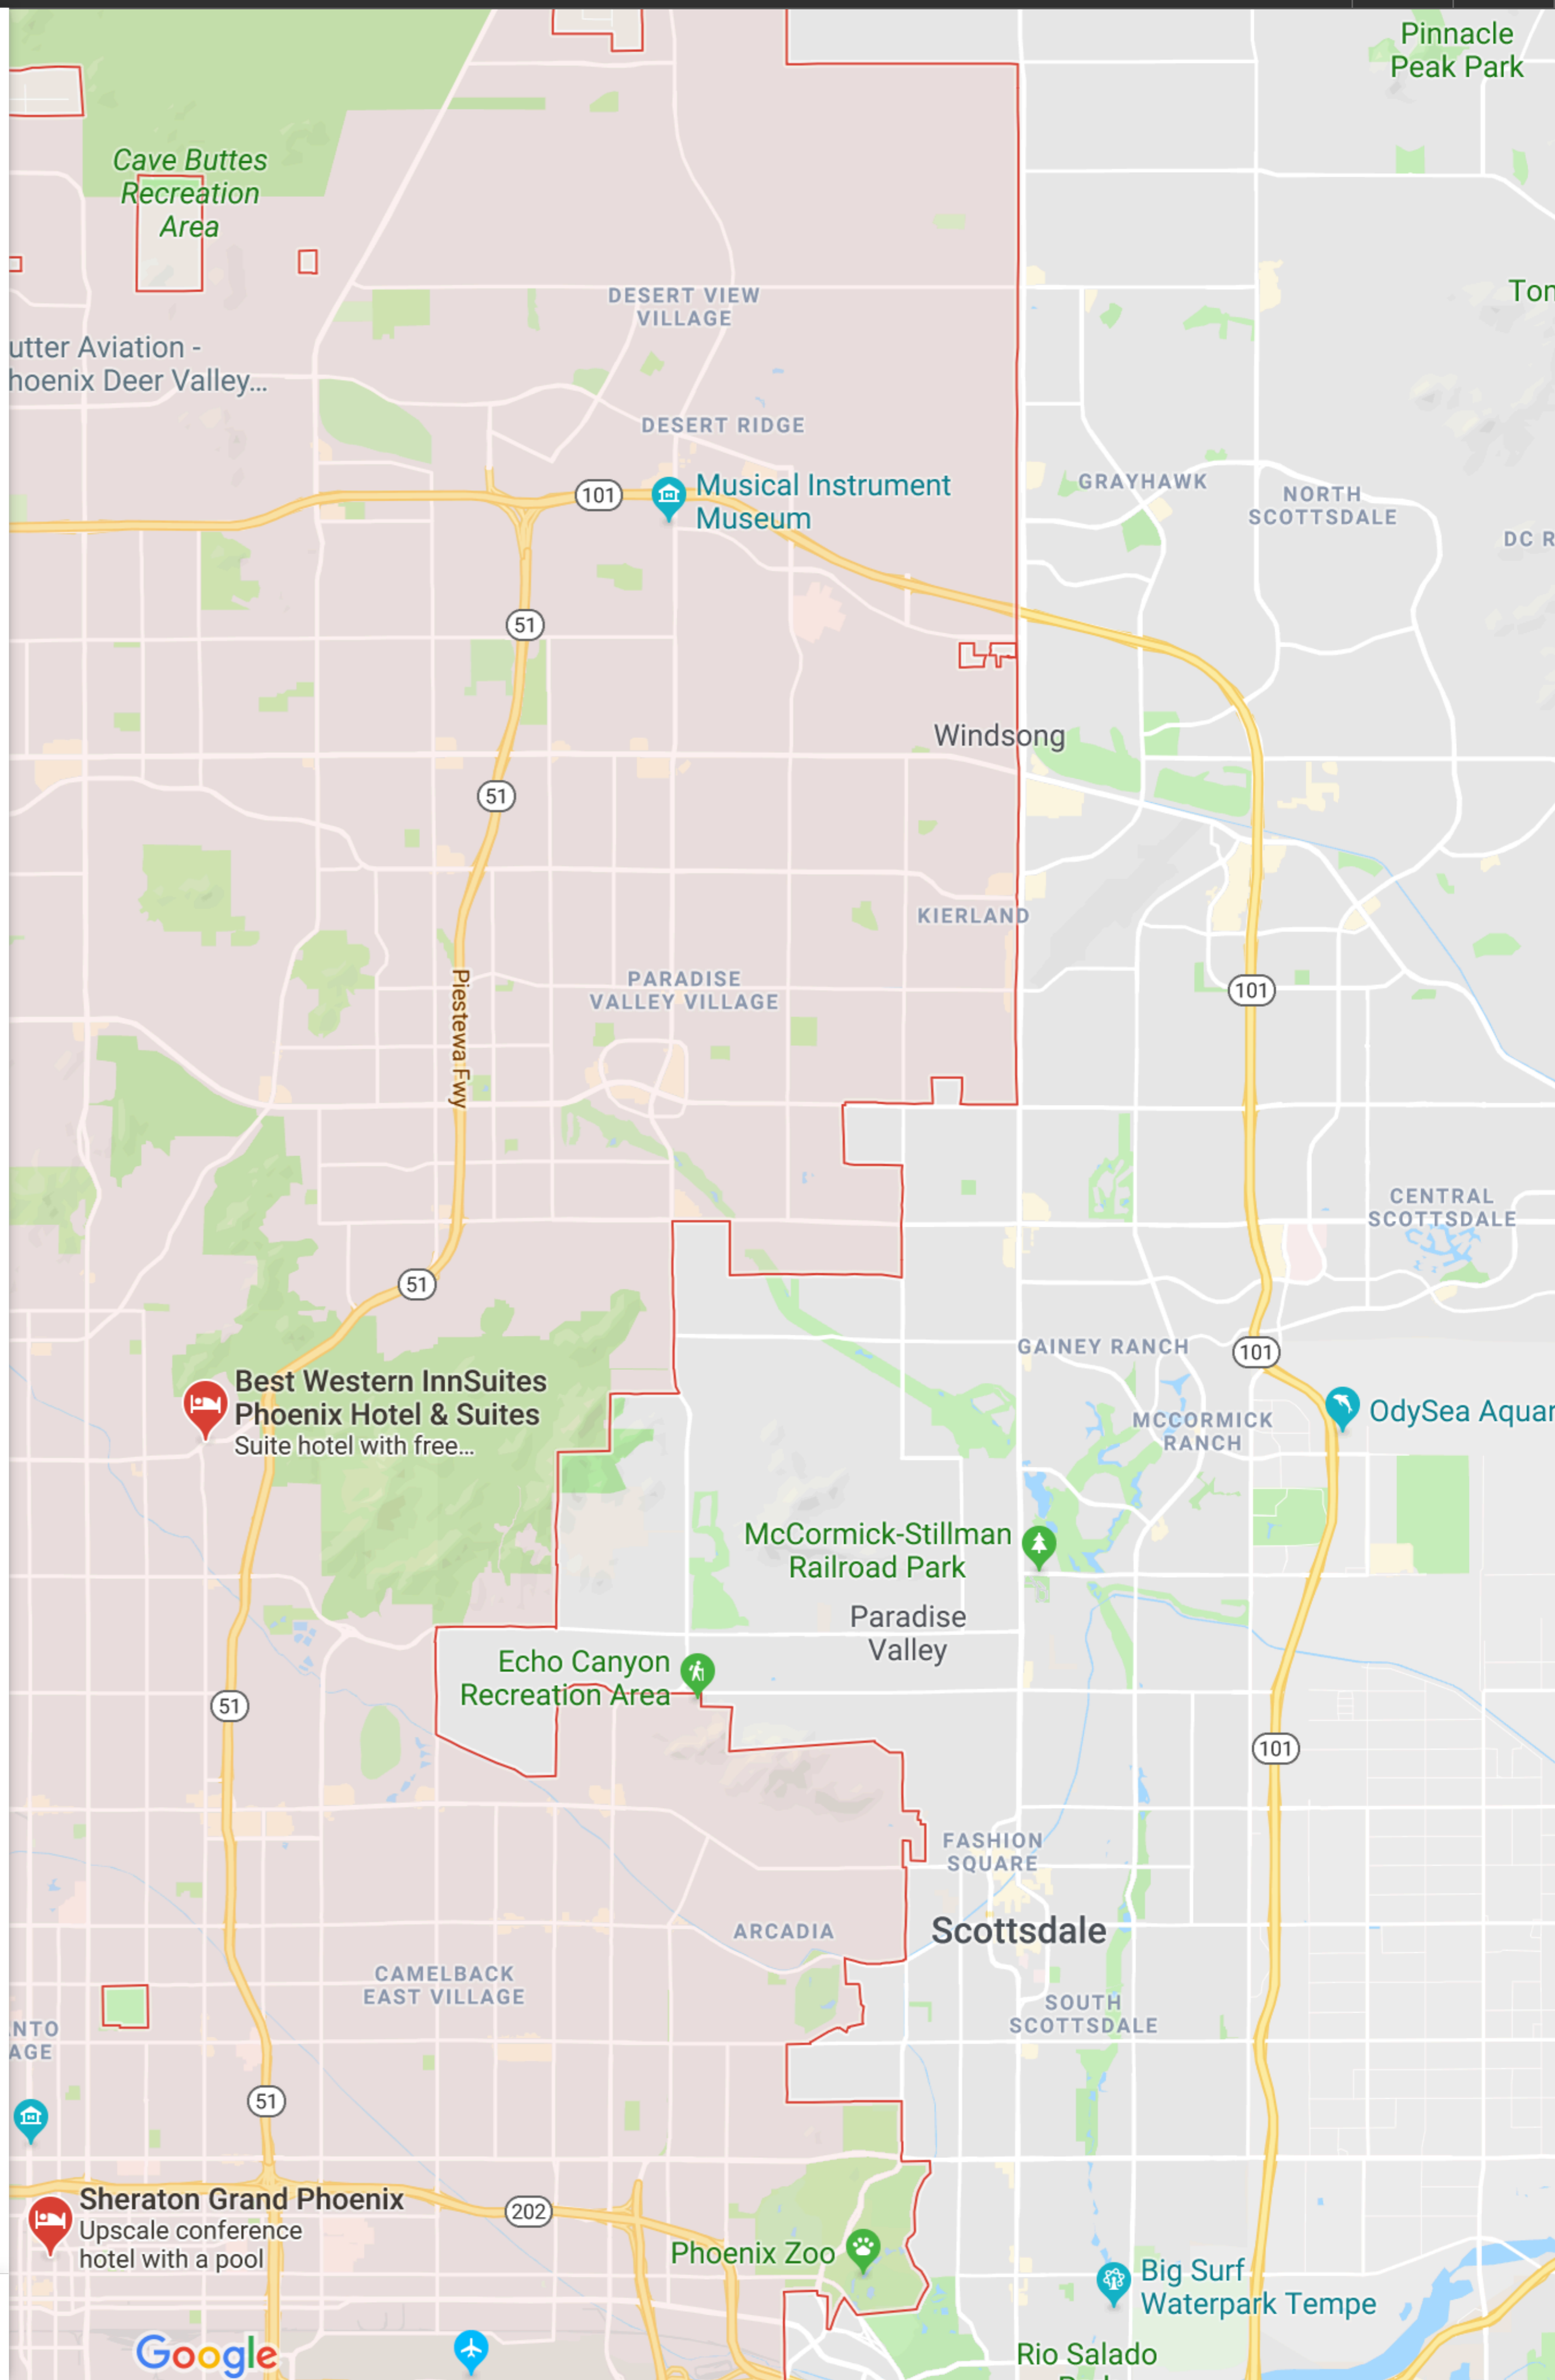 Pinnacle
Peak Park
Cave Buttes
Recreation
Area
DESERT VIEW
VILLAGE
Ton
utter Aviation -
hoenix Deer Valley...
DESERT RIDGE
101
Musical Instrument
Museum
GRAYHAWK
NORTH
SCOTTSDALE
DC R
51
Windsong
51
KIERLAND
PARADISE
VALLEY VILLAGE
101
Piestewa Fwy
CENTRAL
SCOTTSDALE
51
GAINEY RANCH
101
Best Western InnSuites
Phoenix Hotel & Suites
Suite hotel with free...
MCCORMICK
RANCH
OdySea Aquar
McCormick-Stillman
Railroad Park
Paradise
Valley
Echo Canyon
Recreation Area
51
101
FASHION
SQUARE
ARCADIA
Scottsdale
CAMELBACK
EAST VILLAGE
SOUTH
SCOTTSDALE
NTO
AGE
51
Sheraton Grand Phoenix
Upscale conference
hotel with a pool
202
Phoenix Zoo
Big Surf
Waterpark Tempe
Google
Rio Salado